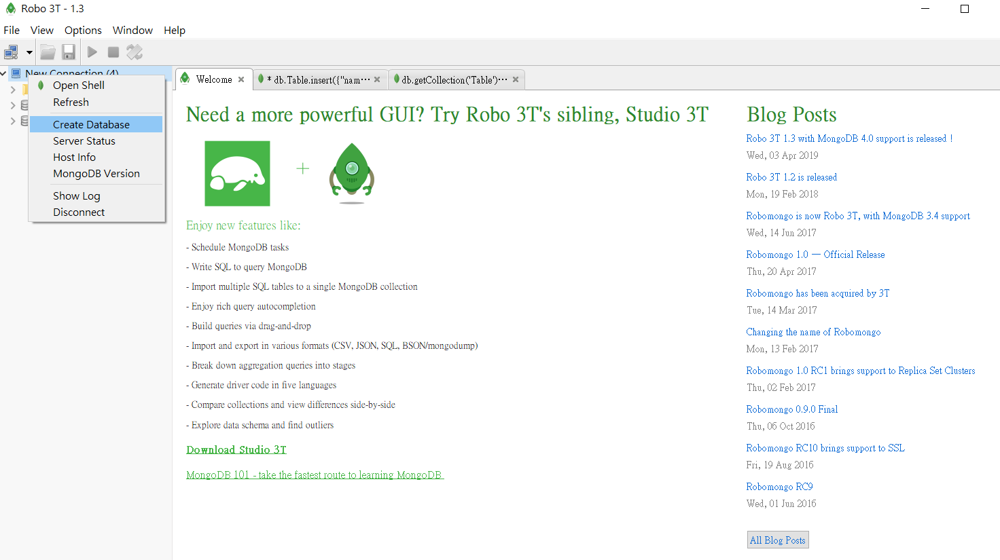 Robo 3T - 1.3
File View Options Window Help
New Connection (4)
Open Shell
Refresh
Create Database
Server Status
Host Info
MongoDB Version
Show Log
Disconnect
Welcome
* db.Table.insert({"nam···
db.getCollection('Table')···
Need a more powerful GUI? Try Robo 3T's sibling, Studio 3T
+
Enjoy new features like:
- Schedule MongoDB tasks
- Write SQL to query MongoDB
- Import multiple SQL tables to a single MongoDB collection
- Enjoy rich query autocompletion
- Build queries via drag-and-drop
- Import and export in various formats (CSV, JSON, SQL, BSON/mongodump)
- Break down aggregation queries into stages
- Generate driver code in five languages
- Compare collections and view differences side-by-side
- Explore data schema and find outliers
Download Studio 3T
MongoDB 101 - take the fastest route to learning MongoDB
Blog Posts
Robo 3T 1.3 with MongoDB 4.0 support is released !
Wed, 03 Apr 2019
Robo 3T 1.2 is released
Mon, 19 Feb 2018
Robomongo is now Robo 3T, with MongoDB 3.4 support
Wed, 14 Jun 2017
Robomongo 1.0 — Official Release
Thu, 20 Apr 2017
Robomongo has been acquired by 3T
Tue, 14 Mar 2017
Changing the name of Robomongo
Mon, 13 Feb 2017
Robomongo 1.0 RC1 brings support to Replica Set Clusters
Thu, 02 Feb 2017
Robomongo 0.9.0 Final
Thu, 06 Oct 2016
Robomongo RC10 brings support to SSL
Fri, 19 Aug 2016
Robomongo RC9
Wed, 01 Jun 2016
All Blog Posts